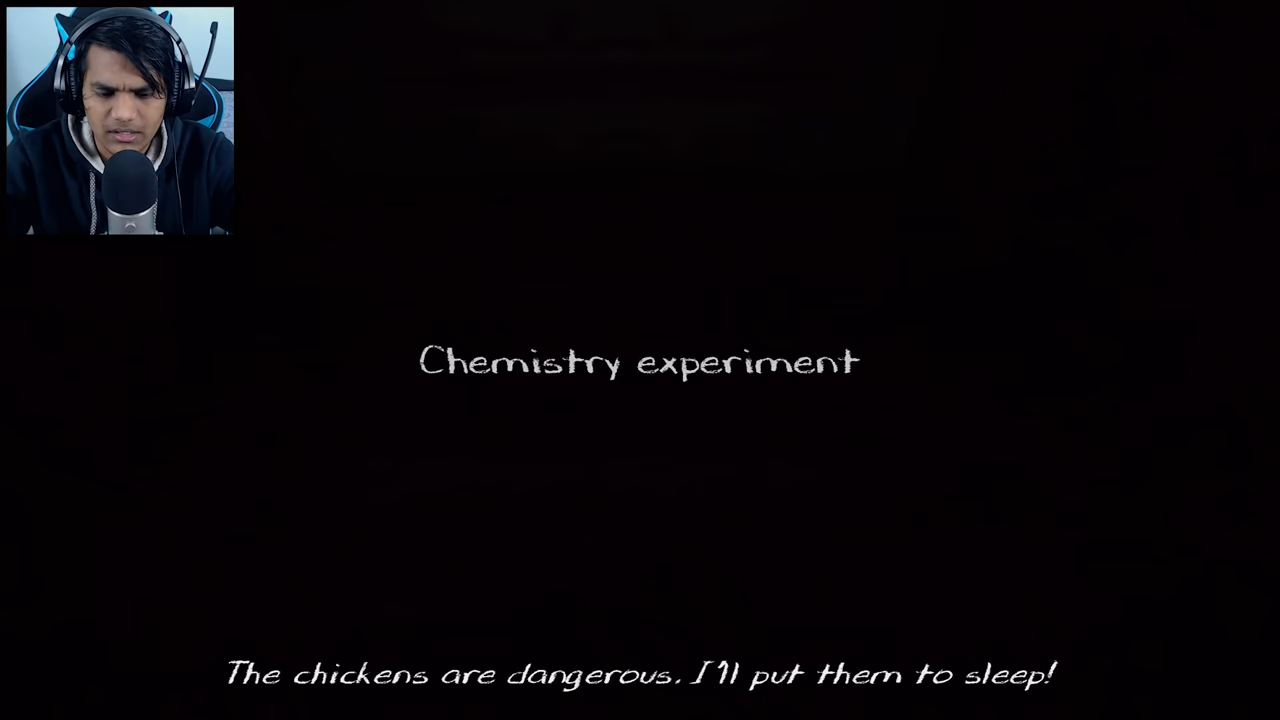 Chemistry experiment
The chickens are dangerous. I'll put them to sleep!